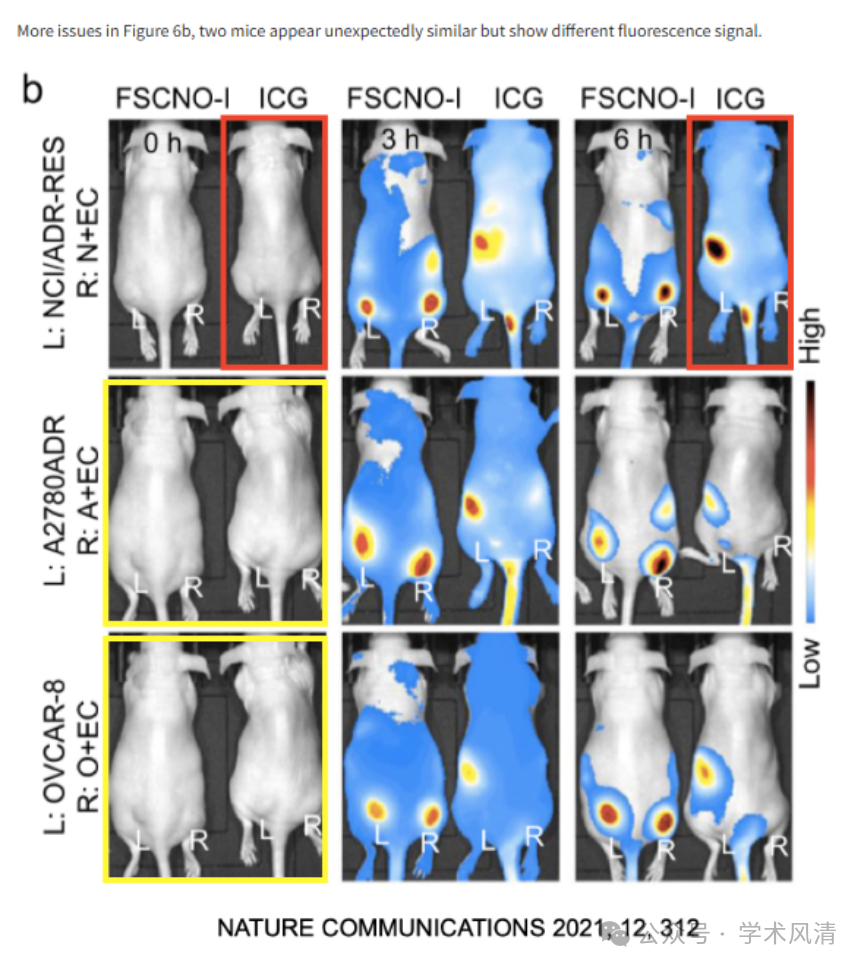 More issues in Figure 6b, two mice appear unexpectedly similar but show different fluorescence signal.
b
FSCNO-I ICG FSCNO-I ICG FSCNO-I ICG
0 h 3 h 6 h
L: NCI/ADR-RES
R: N+EC
L R L R L R L R L R L R
High
L: A2780ADR
R: A+EC
L R L R L R L R L R L R
Low
L: OVCAR-8
R: O+EC
L R L R L R L R L R L R
NATURE COMMUNICATIONS 2021, 12, 312
公众号 · 学术风清